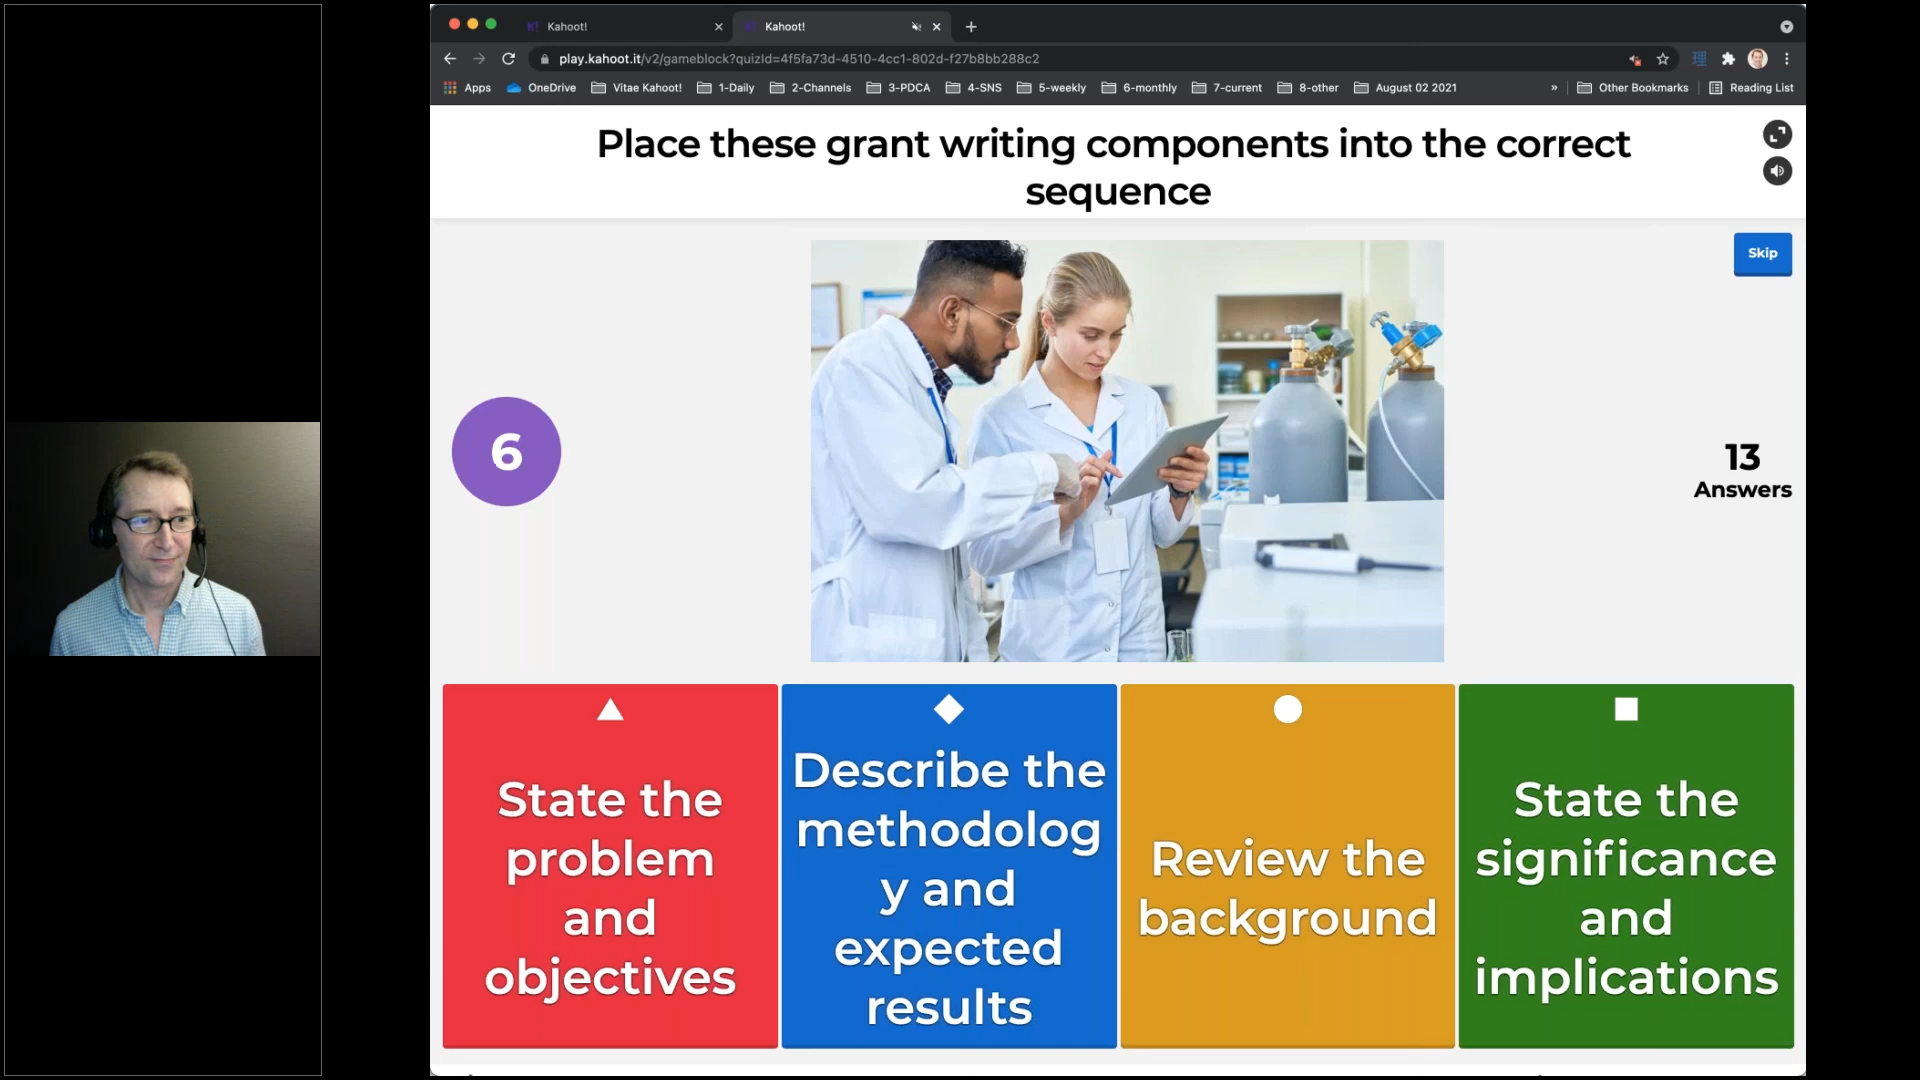 Kahoot!
Kahoot!
play.kahoot.it/v2/gameblock?quizId=4f5fa73d-4510-4cc1-802d-f27b8bb288c2
Apps OneDrive Vitae Kahoot! 1-Daily 2-Channels 3-PDCA 4-SNS 5-weekly 6-monthly 7-current 8-other August 02 2021 » Other Bookmarks Reading List
Place these grant writing components into the correct
sequence
Skip
6
13
Answers
State the
problem
and
objectives
Describe the
methodolog
y and
expected
results
Review the
background
State the
significance
and
implications